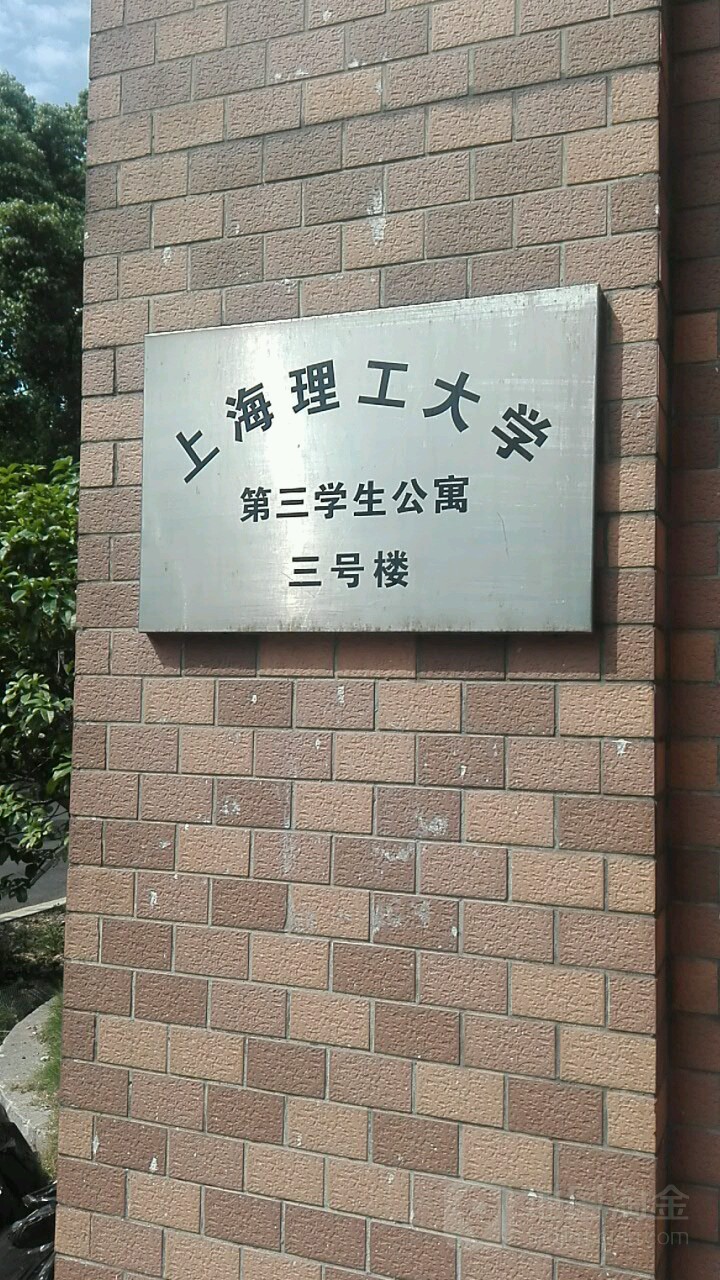 上海理工大学
第三学生公寓
三号楼